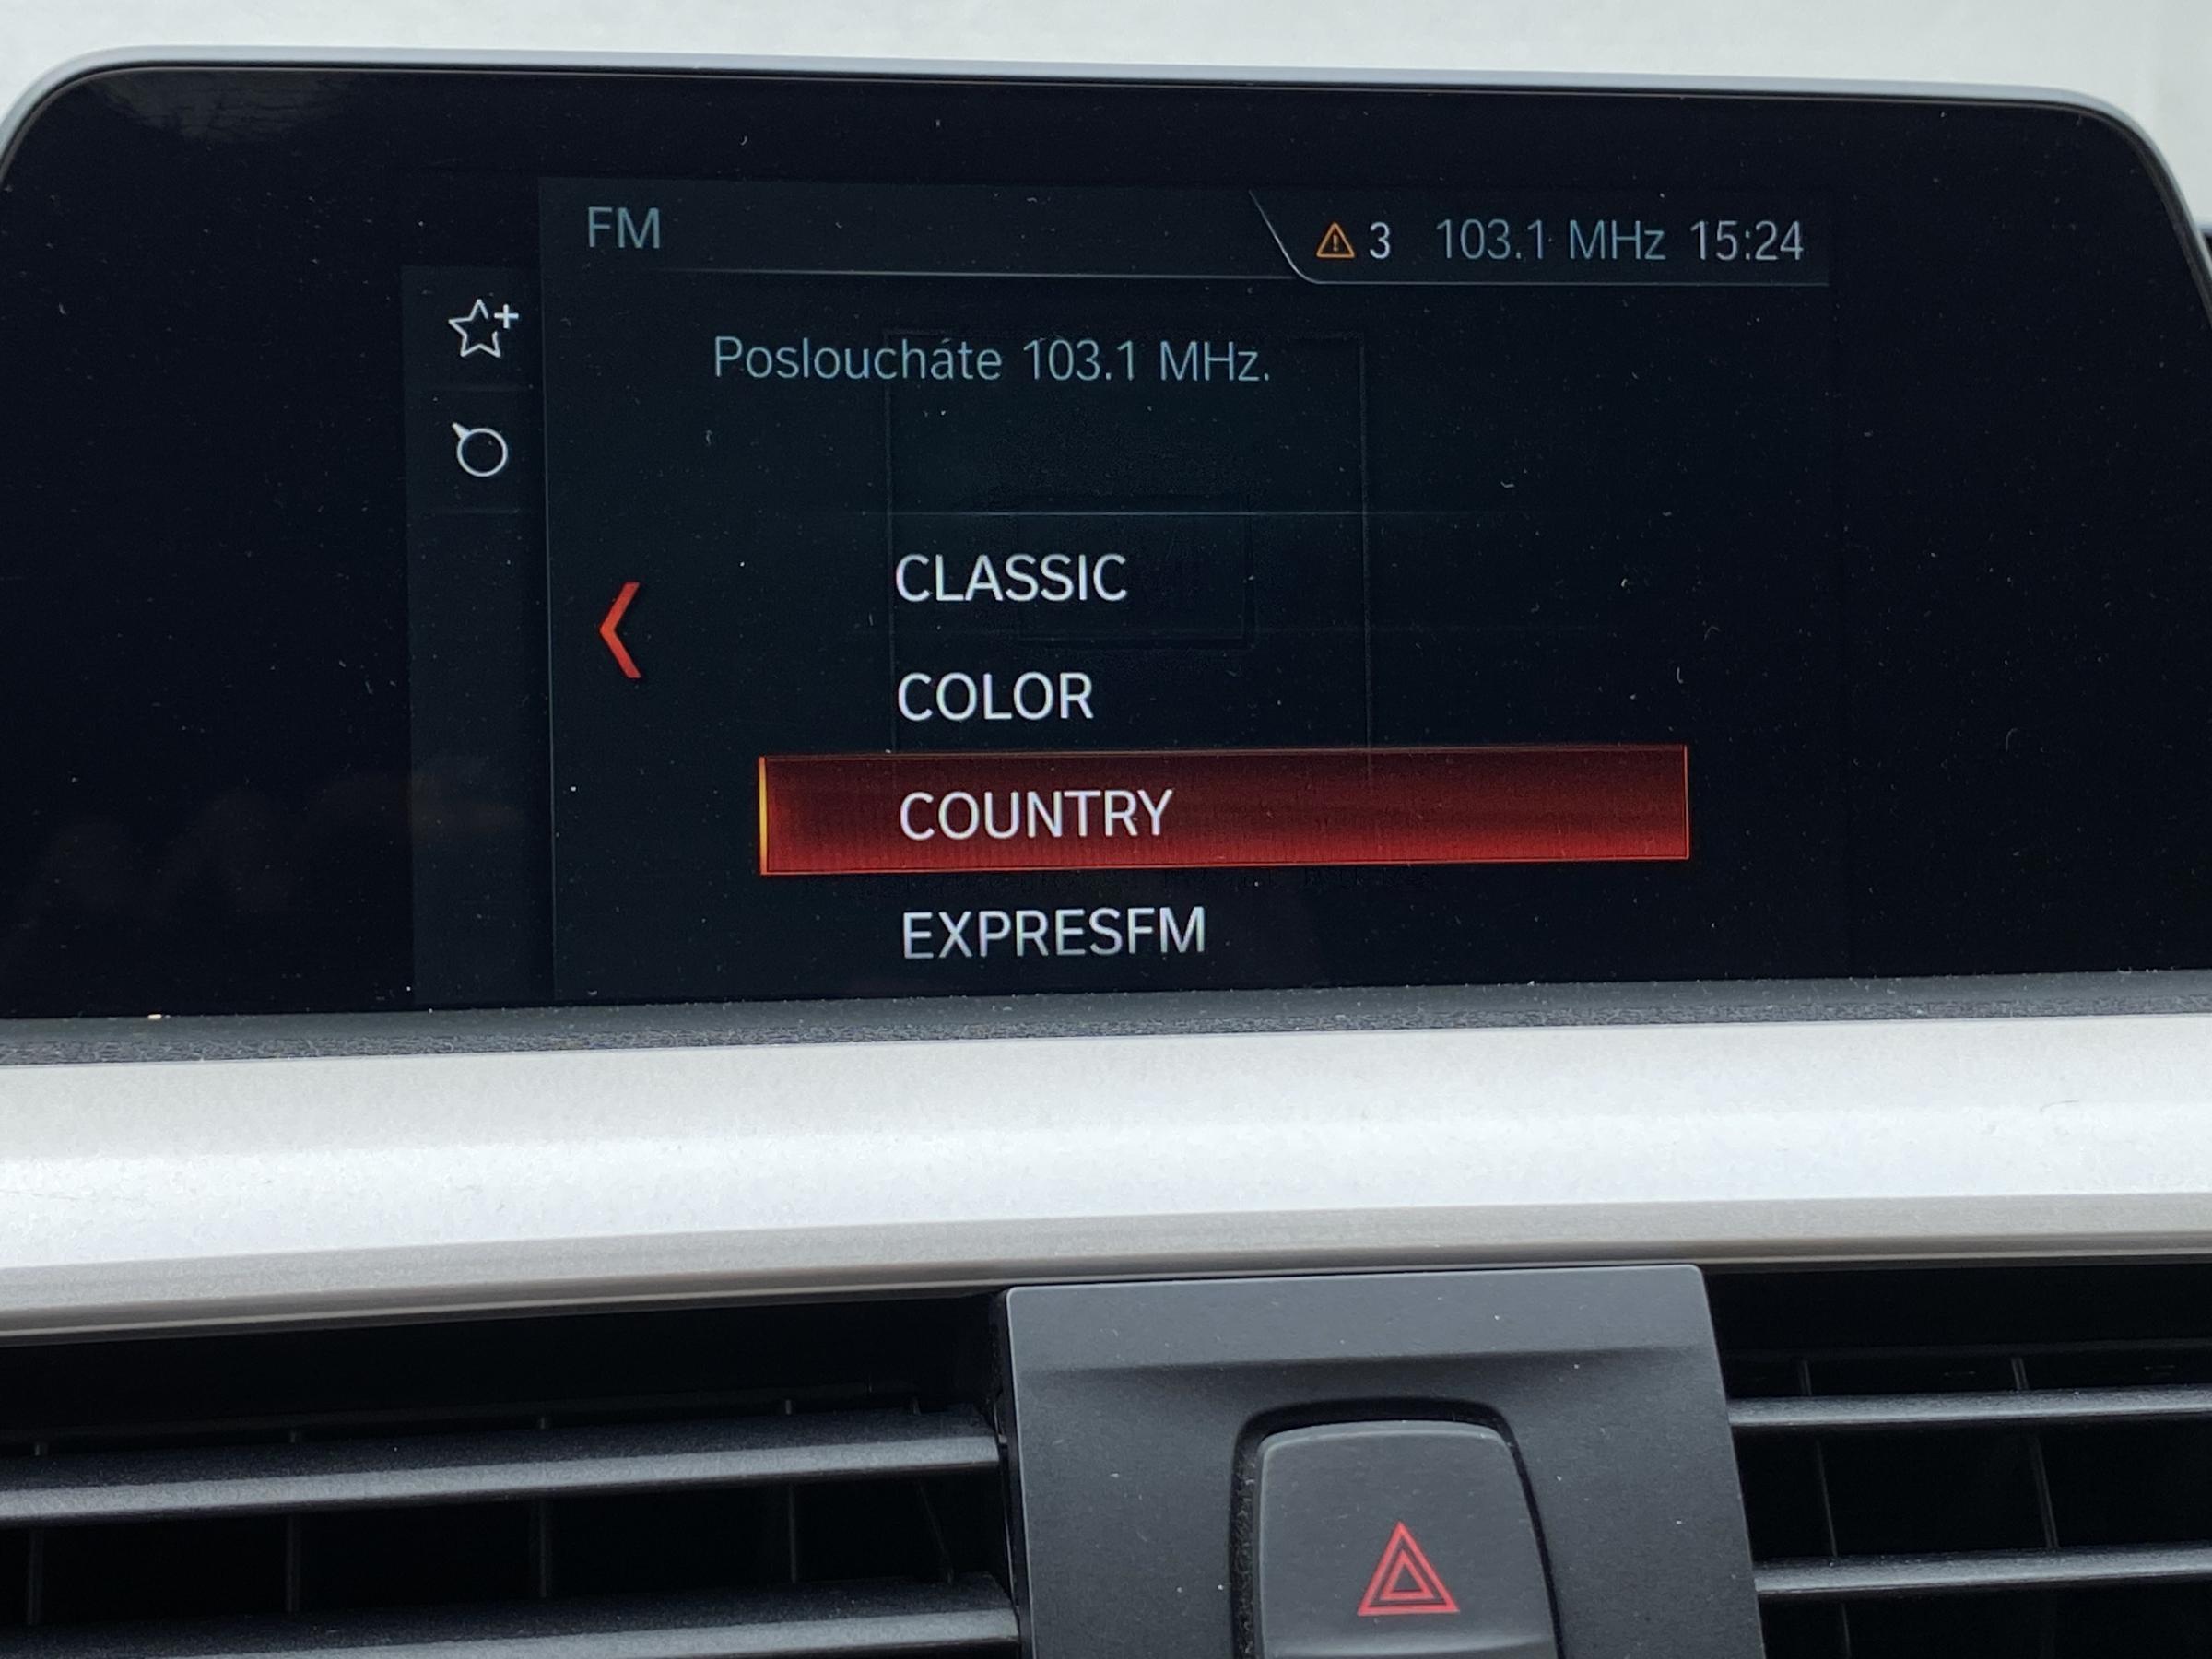 FM
3 103.1 MHz 15:24
Posloucháte 103.1 MHz.
CLASSIC
COLOR
COUNTRY
EXPRESFM